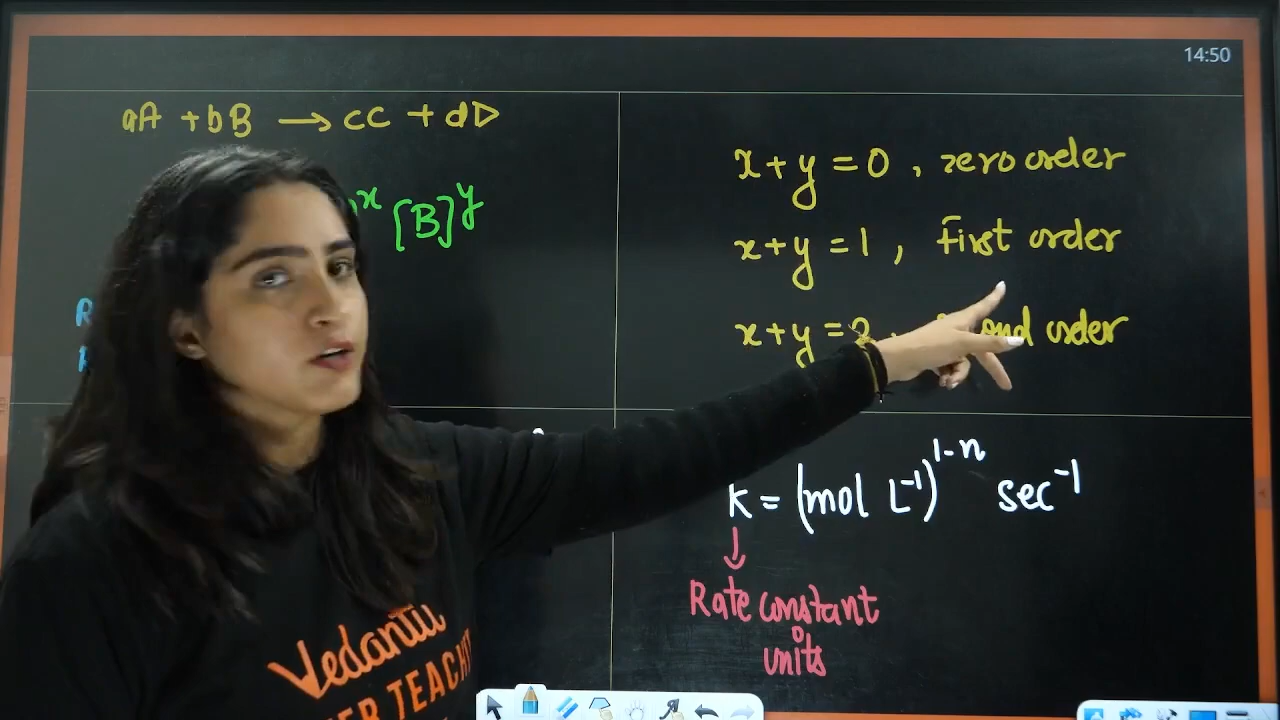 14:50
aA + bB → cC + dD
x [B]^y
x + y = 0 , zero order
x + y = 1 , First order
x + y = 2 , order
K = (mol L⁻¹)^1-n sec⁻¹
Rate constant
units
Vedantu
TEACH